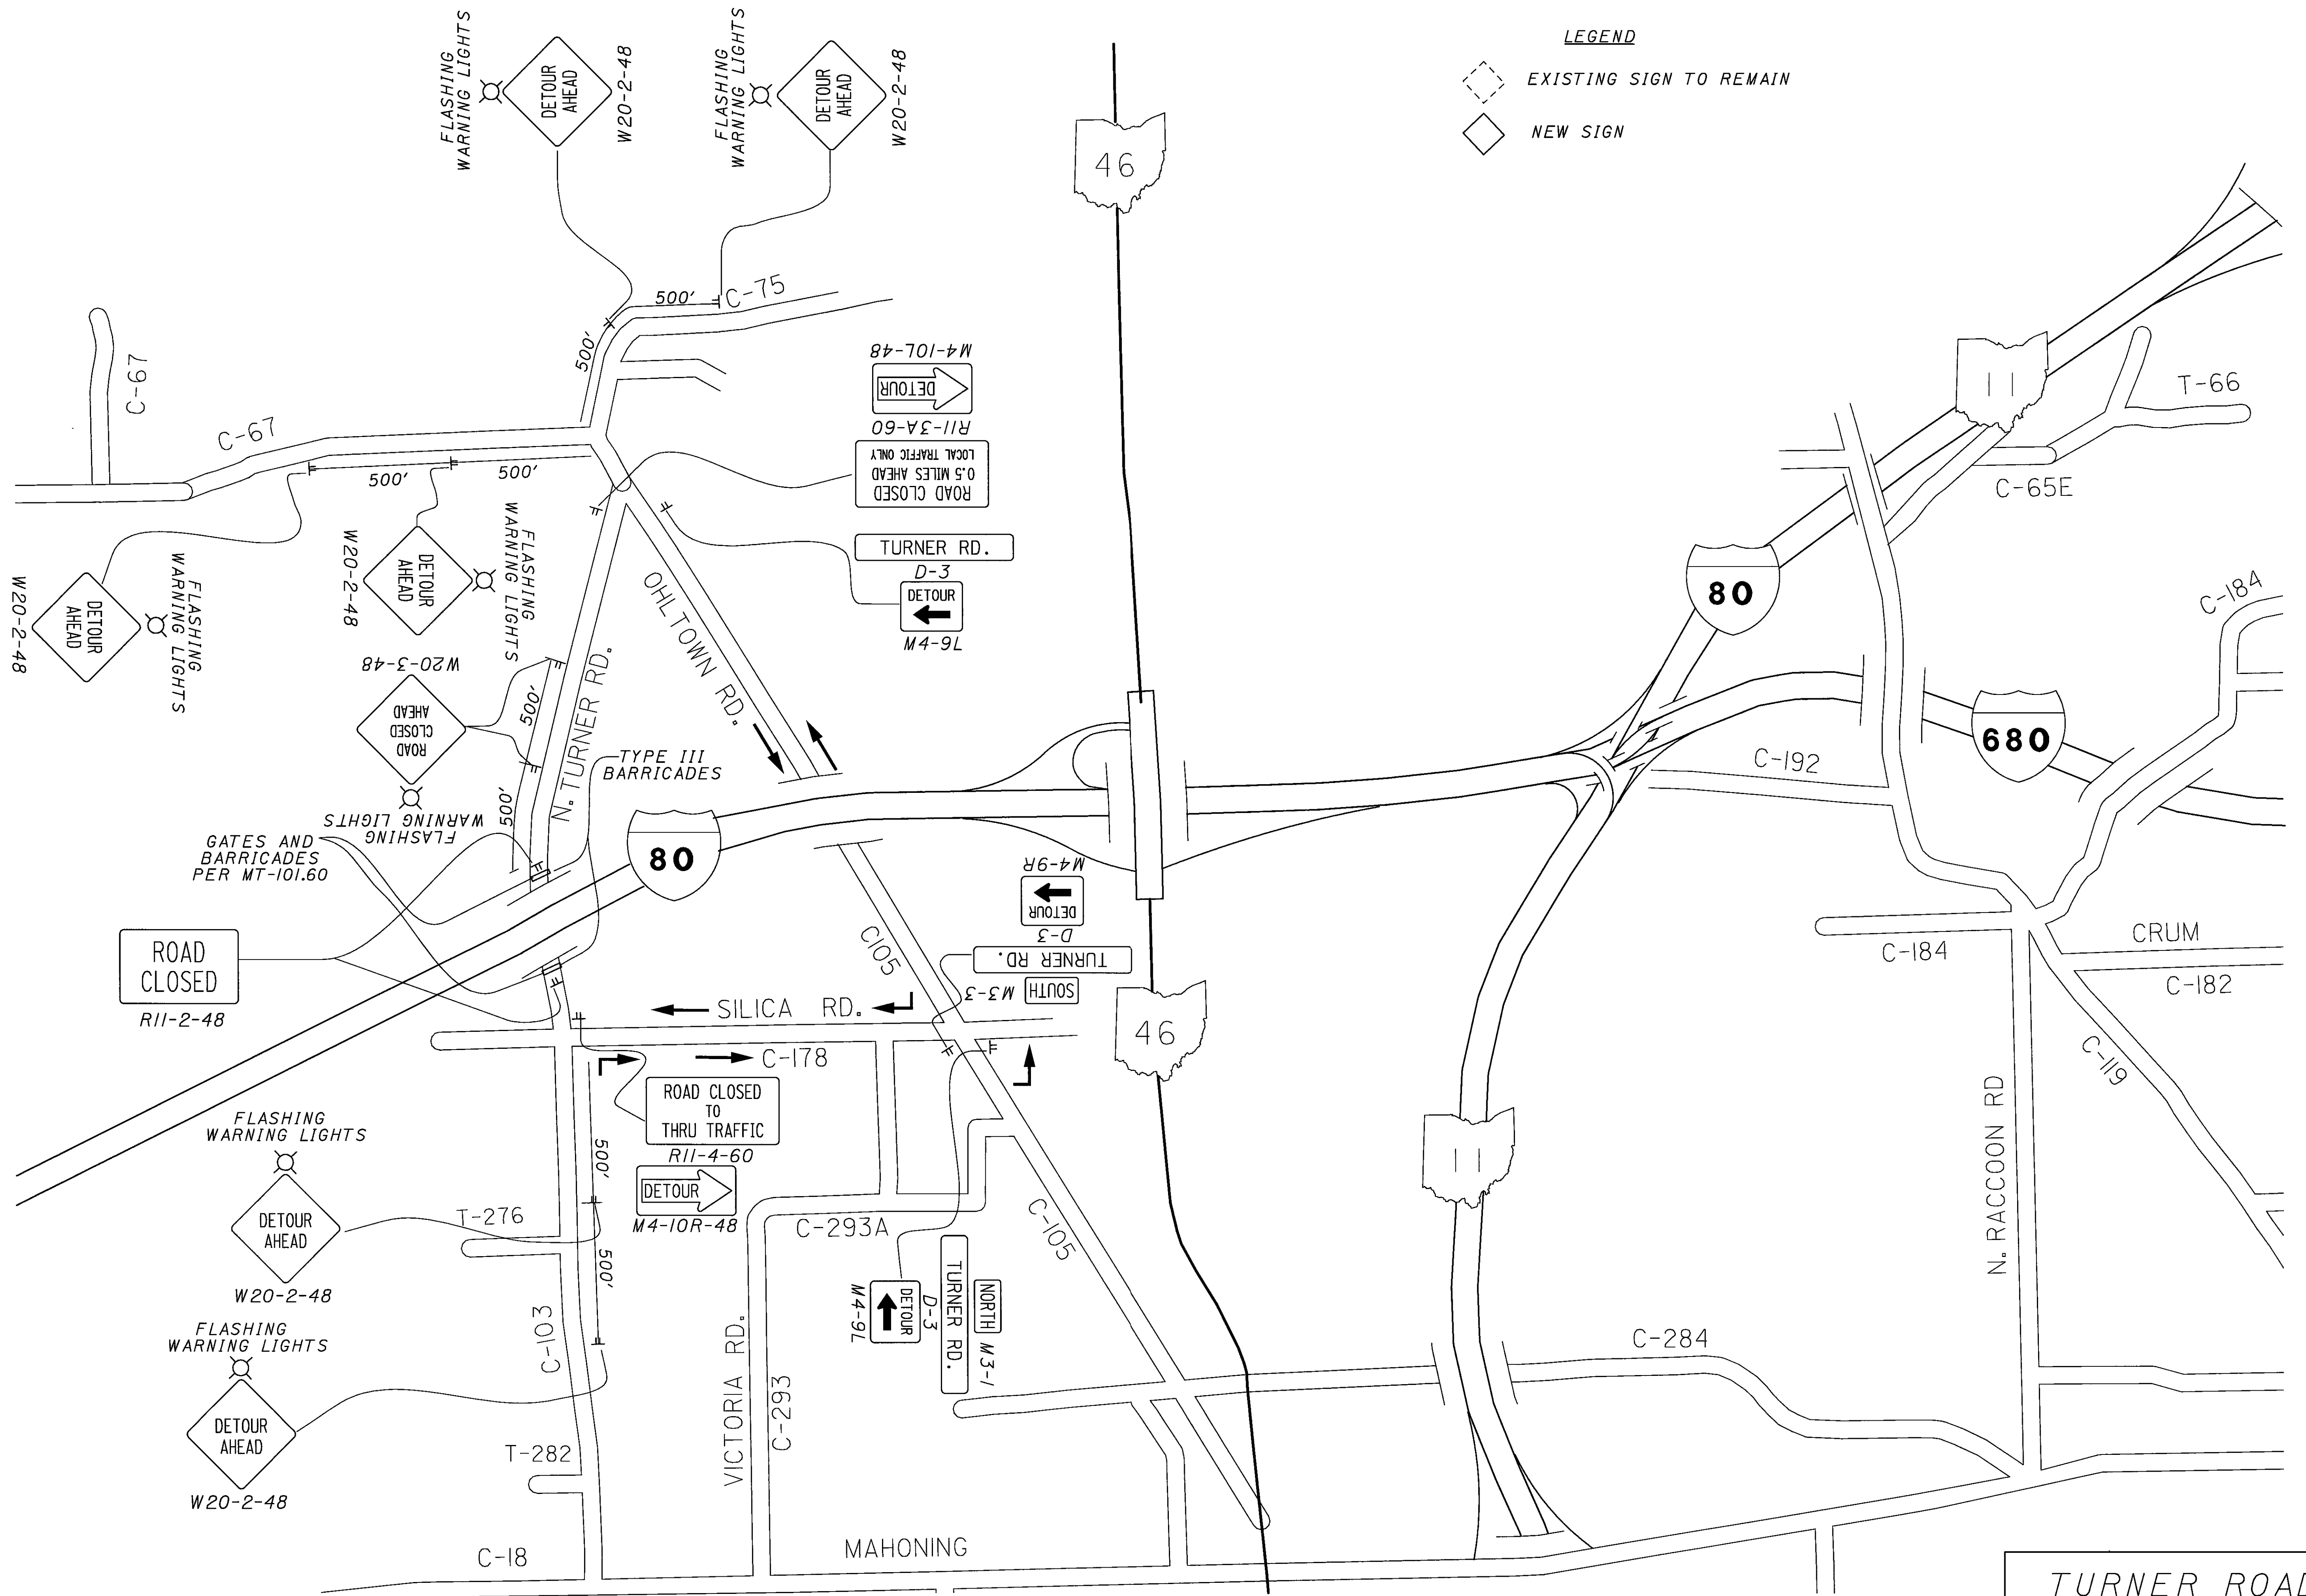 LEGEND
EXISTING SIGN TO REMAIN
NEW SIGN
FLASHING
WARNING LIGHTS
DETOUR
AHEAD
W20-2-48
FLASHING
WARNING LIGHTS
DETOUR
AHEAD
W20-2-48
46
500'
C-75
500'
C-67
C-67
500'
500'
M4-10L-48
DETOUR
R11-3A-60
ROAD CLOSED
0.5 MILES AHEAD
LOCAL TRAFFIC ONLY
TURNER RD.
D-3
DETOUR
M4-9L
W20-2-48
DETOUR
AHEAD
FLASHING
WARNING LIGHTS
W20-2-48
DETOUR
AHEAD
FLASHING
WARNING LIGHTS
W20-3-48
ROAD
CLOSED
AHEAD
FLASHING
WARNING LIGHTS
500'
500'
N. TURNER RD.
OHLTOWN RD.
TYPE III
BARRICADES
GATES AND
BARRICADES
PER MT-101.60
80
ROAD
CLOSED
R11-2-48
11
T-66
C-65E
80
C-184
680
C-192
C105
M4-9R
DETOUR
D-3
TURNER RD.
SOUTH
M3-3
C-184
CRUM
C-182
C-119
SILICA RD.
C-178
46
ROAD CLOSED
TO
THRU TRAFFIC
R11-4-60
DETOUR
M4-10R-48
FLASHING
WARNING LIGHTS
DETOUR
AHEAD
W20-2-48
500'
500'
T-276
C-293A
C-105
11
N. RACCOON RD
NORTH
M3-1
TURNER RD.
D-3
DETOUR
M4-9L
FLASHING
WARNING LIGHTS
DETOUR
AHEAD
W20-2-48
C-103
VICTORIA RD.
C-293
C-284
T-282
C-18
MAHONING
TURNER ROAD